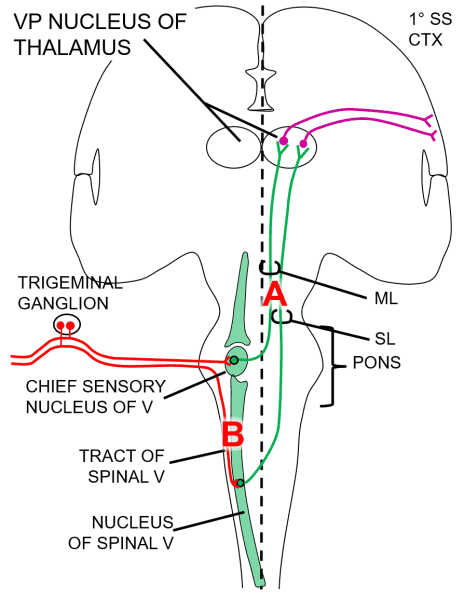 VP NUCLEUS OF
THALAMUS
1° SS
CTX
TRIGEMINAL
GANGLION
A
ML
SL
PONS
CHIEF SENSORY
NUCLEUS OF V
B
TRACT OF
SPINAL V
NUCLEUS
OF SPINAL V